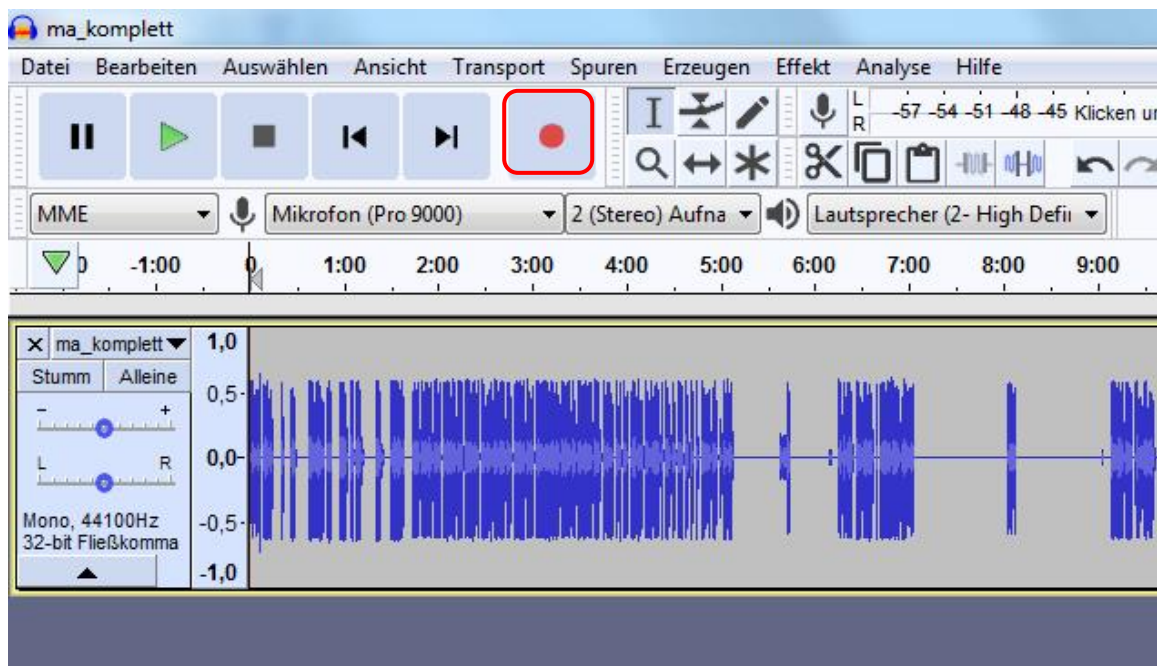 ma_komplett
Datei Bearbeiten Auswählen Ansicht Transport Spuren Erzeugen Effekt Analyse Hilfe
L
R
-57 -54 -51 -48 -45 Klicken
MME
Mikrofon (Pro 9000)
2 (Stereo) Aufna
Lautsprecher (2- High Defi
0 -1:00 0 1:00 2:00 3:00 4:00 5:00 6:00 7:00 8:00 9:00
ma_komplett
Stumm Alleine
- +
L R
Mono, 44100Hz
32-bit Fließkomma
1,0
0,5-
0,0-
-0,5-
-1,0